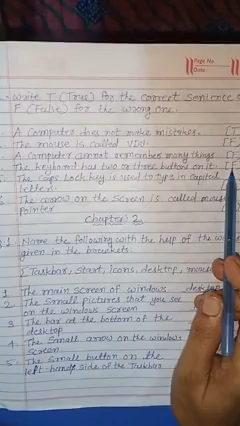 Page No
Date
write T (True) for the correct sentence &
F (False) for the wrong one.
A Computer does not make mistakes. [T
The mouse is called VDU. [F
A Computer cannot remember many things [F
The keyboard has two or three buttons on it.
The Caps Lock key is used to type in capital
letters.
The arrow on the screen is called mouse
pointer
Chapter 2
Name the following with the help of the
given in the brackets.
[Taskbar, start, Icons, desktop, mouse
1 The main screen of windows desktop
2 The Small pictures that you see
on the windows screen
3 The bar at the bottom of the
desktop
4 The Small arrow on the windows
screen
5 The small button on the
left-hand side of the Taskbar